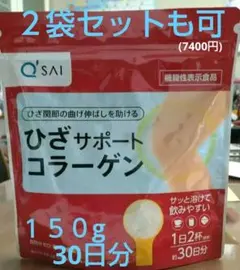 ２袋セットも可
(7400円)
Q'SAI
機能性表示食品
ひざ関節の曲げ伸ばしを助ける
ひざサポート
コラーゲン
サッと溶けて
飲みやすい
1日2杯
１５０g
30日分
約30日分